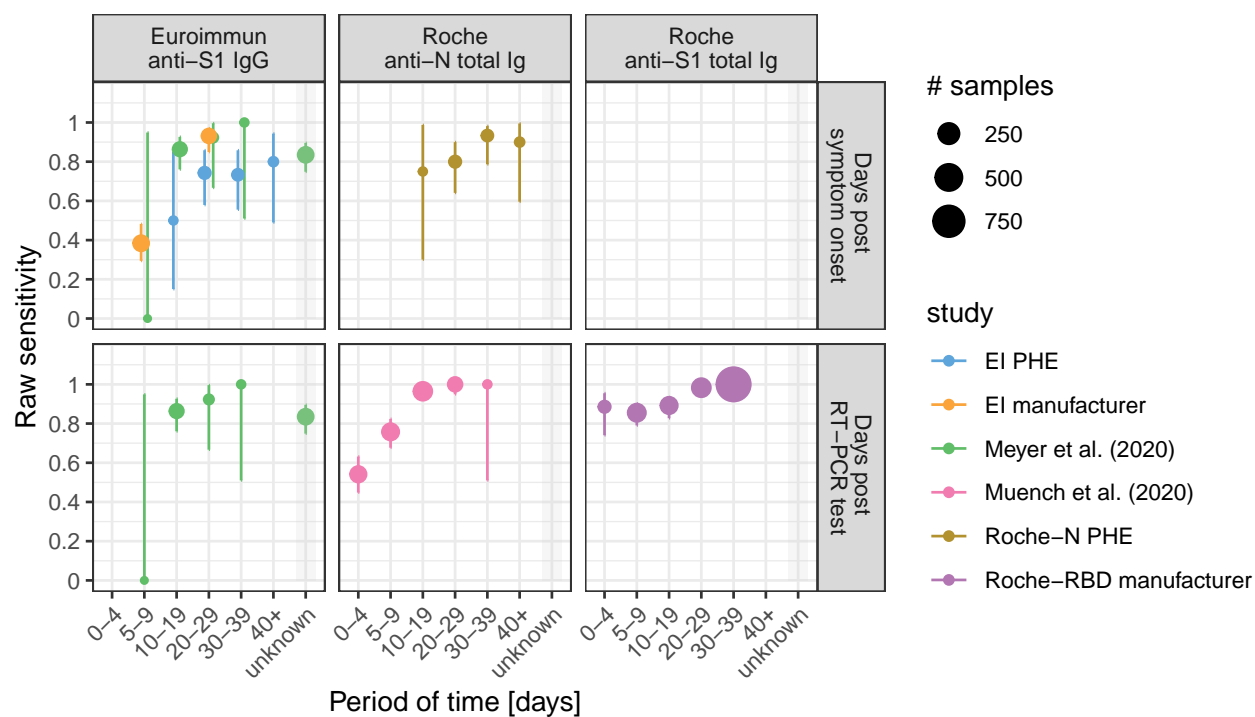 Euroimmun
anti−S1 IgG
Roche
anti−N total Ig
Roche
anti−S1 total Ig
Days post
symptom onset
Days post
RT−PCR test
1
0.8
0.6
0.4
0.2
0
1
0.8
0.6
0.4
0.2
0
Raw sensitivity
0−4
5−9
10−19
20−29
30−39
40+
unknown
0−4
5−9
10−19
20−29
30−39
40+
unknown
0−4
5−9
10−19
20−29
30−39
40+
unknown
Period of time [days]
# samples
250
500
750
study
EI PHE
EI manufacturer
Meyer et al. (2020)
Muench et al. (2020)
Roche−N PHE
Roche−RBD manufacturer